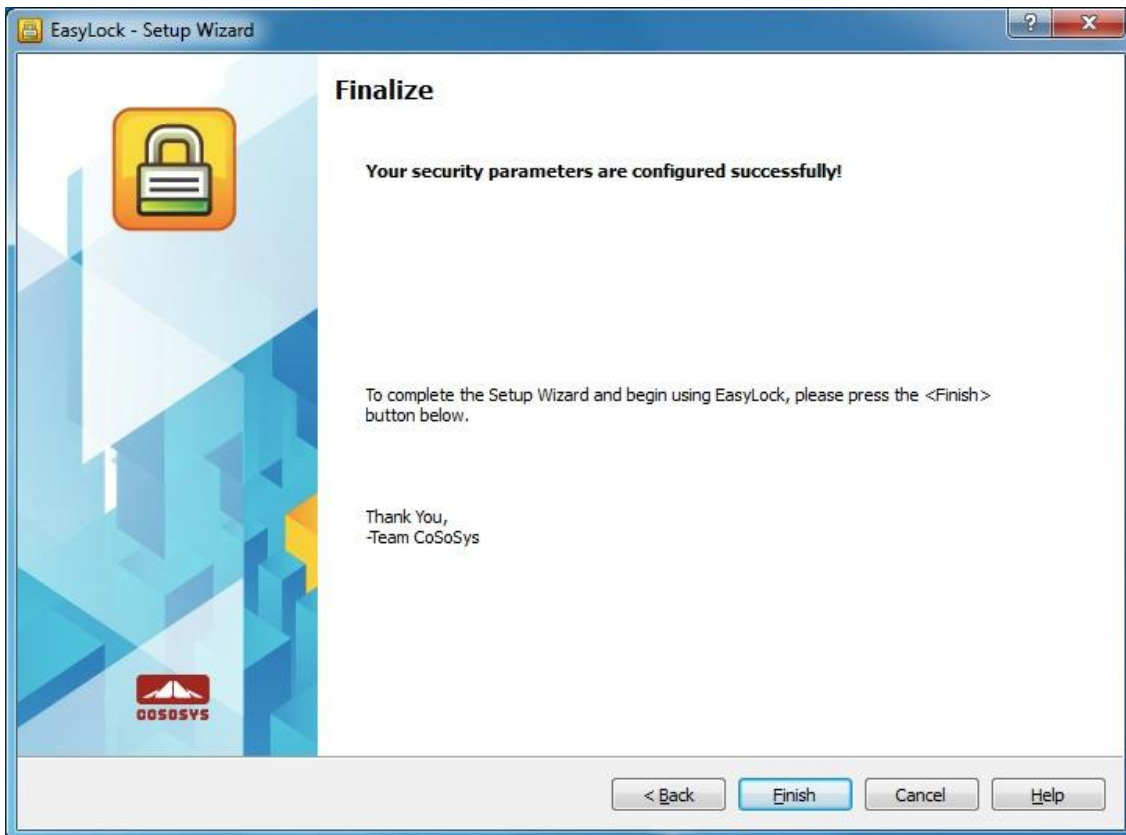 EasyLock - Setup Wizard
?
X
Finalize
Your security parameters are configured successfully!
To complete the Setup Wizard and begin using EasyLock, please press the <Finish>
button below.
Thank You,
-Team CoSoSys
COSOSYS
< Back
Finish
Cancel
Help